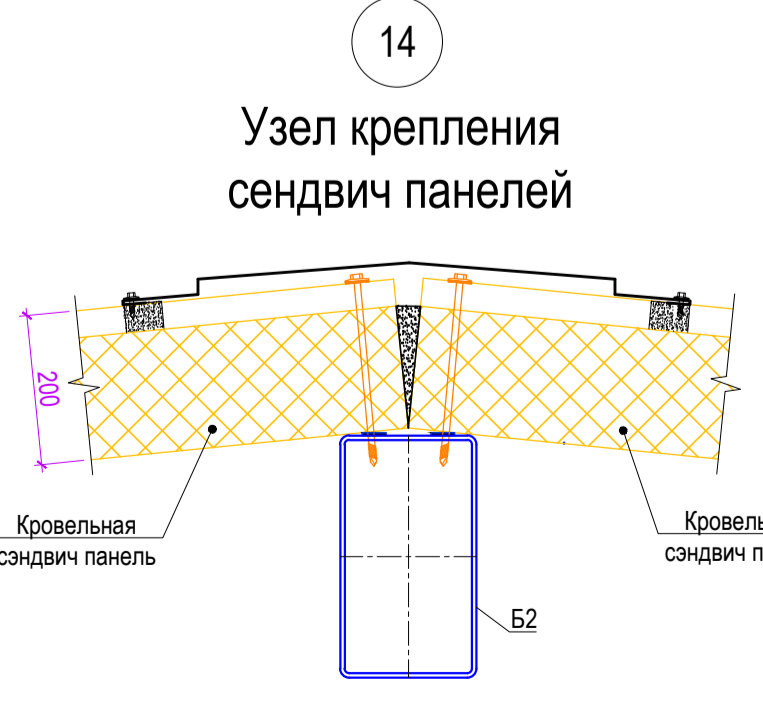 14
Узел крепления
сендвич панелей
200
Кровельная
сэндвич панель
Кровель
сэндвич п
Б2